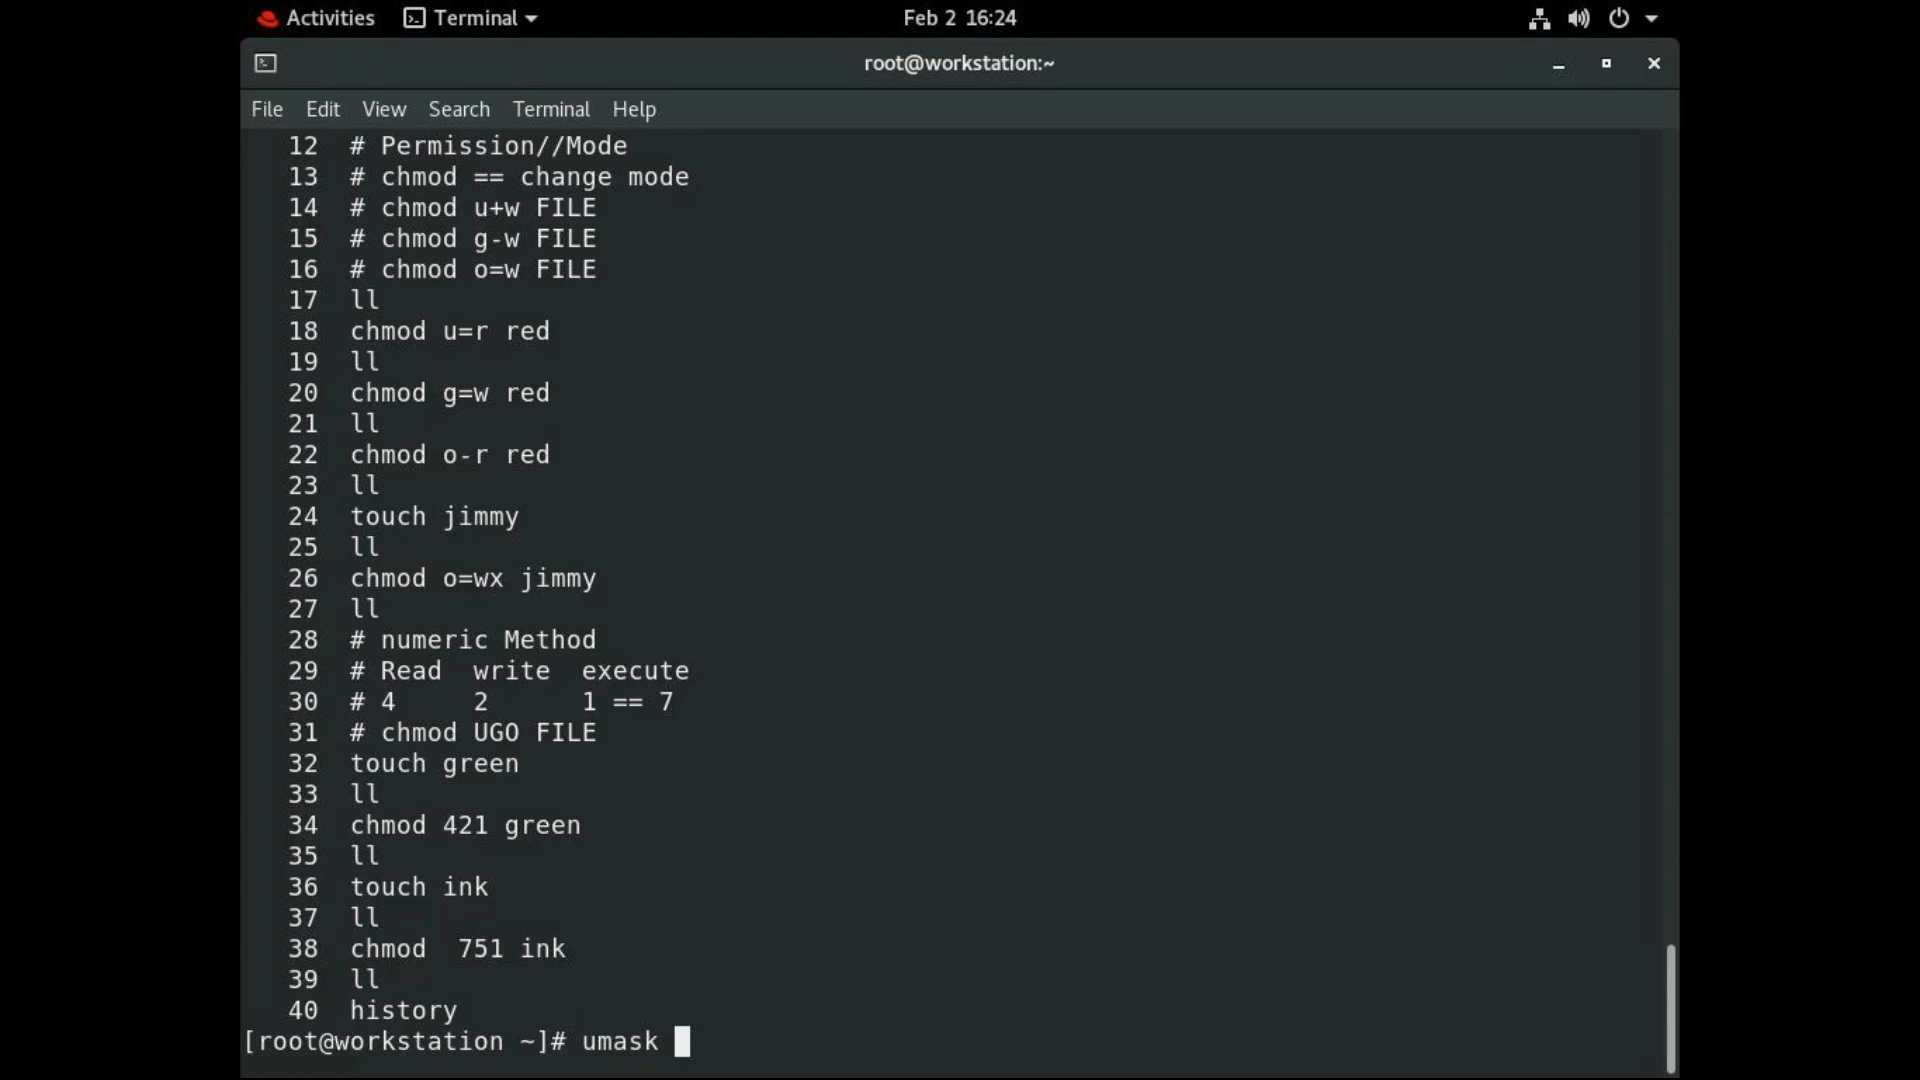 Activities Terminal Feb 2 16:24
root@workstation:~
File Edit View Search Terminal Help
12 # Permission//Mode
13 # chmod == change mode
14 # chmod u+w FILE
15 # chmod g-w FILE
16 # chmod o=w FILE
17 ll
18 chmod u=r red
19 ll
20 chmod g=w red
21 ll
22 chmod o-r red
23 ll
24 touch jimmy
25 ll
26 chmod o=wx jimmy
27 ll
28 # numeric Method
29 # Read  write  execute
30 # 4     2      1 == 7
31 # chmod UGO FILE
32 touch green
33 ll
34 chmod 421 green
35 ll
36 touch ink
37 ll
38 chmod  751 ink
39 ll
40 history
[root@workstation ~]# umask